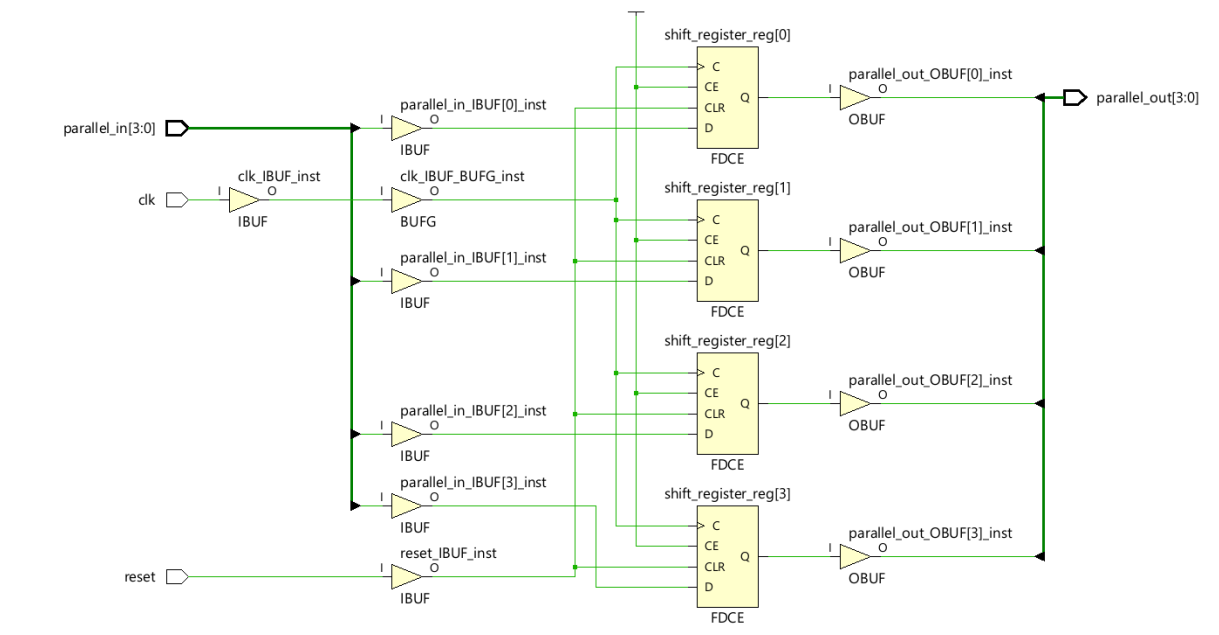 shift_register_reg[0]
C
CE
CLR
D
Q
FDCE
parallel_out_OBUF[0]_inst
I
O
OBUF
parallel_out[3:0]
parallel_in[3:0]
parallel_in_IBUF[0]_inst
I
O
IBUF
clk
clk_IBUF_inst
I
O
IBUF
clk_IBUF_BUFG_inst
I
O
BUFG
shift_register_reg[1]
C
CE
CLR
D
Q
FDCE
parallel_out_OBUF[1]_inst
I
O
OBUF
parallel_in_IBUF[1]_inst
I
O
IBUF
shift_register_reg[2]
C
CE
CLR
D
Q
FDCE
parallel_out_OBUF[2]_inst
I
O
OBUF
parallel_in_IBUF[2]_inst
I
O
IBUF
parallel_in_IBUF[3]_inst
I
O
IBUF
shift_register_reg[3]
C
CE
CLR
D
Q
FDCE
parallel_out_OBUF[3]_inst
I
O
OBUF
reset
reset_IBUF_inst
I
O
IBUF